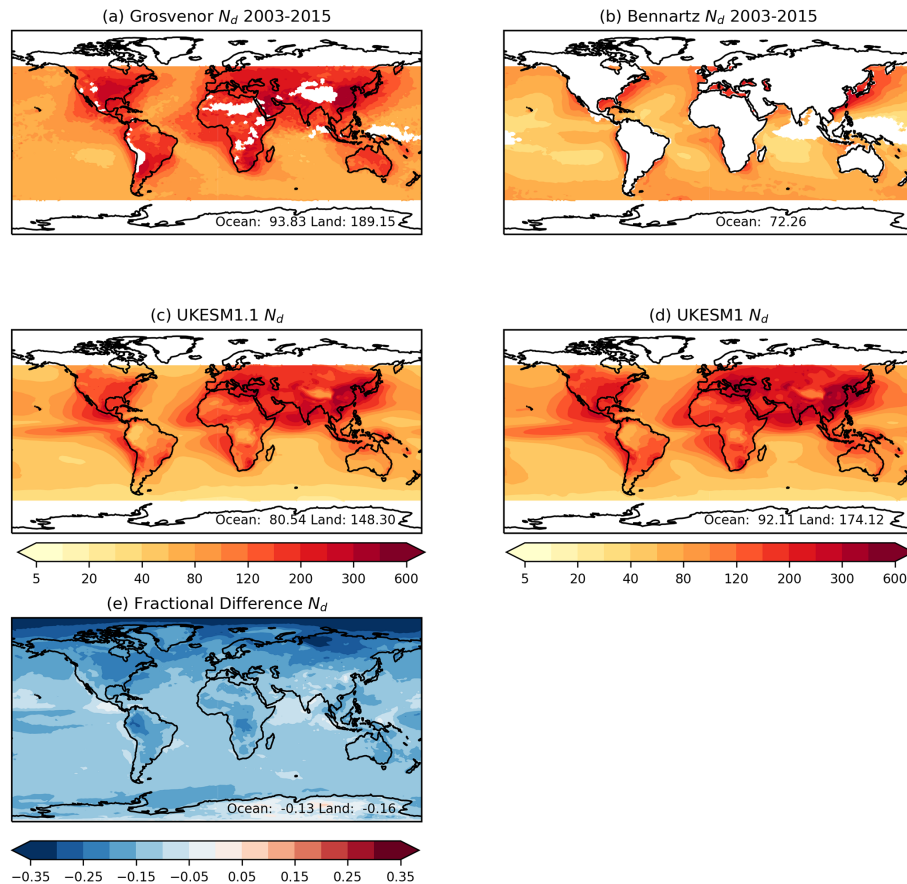 (a) Grosvenor N_d 2003-2015
Ocean:  93.83 Land: 189.15
(b) Bennartz N_d 2003-2015
Ocean:  72.26
(c) UKESM1.1 N_d
Ocean:  80.54 Land: 148.30
5 20 40 80 120 200 300 600
(d) UKESM1 N_d
Ocean:  92.11 Land: 174.12
5 20 40 80 120 200 300 600
(e) Fractional Difference N_d
Ocean:  -0.13 Land:  -0.16
−0.35 −0.25 −0.15 −0.05 0.05 0.15 0.25 0.35